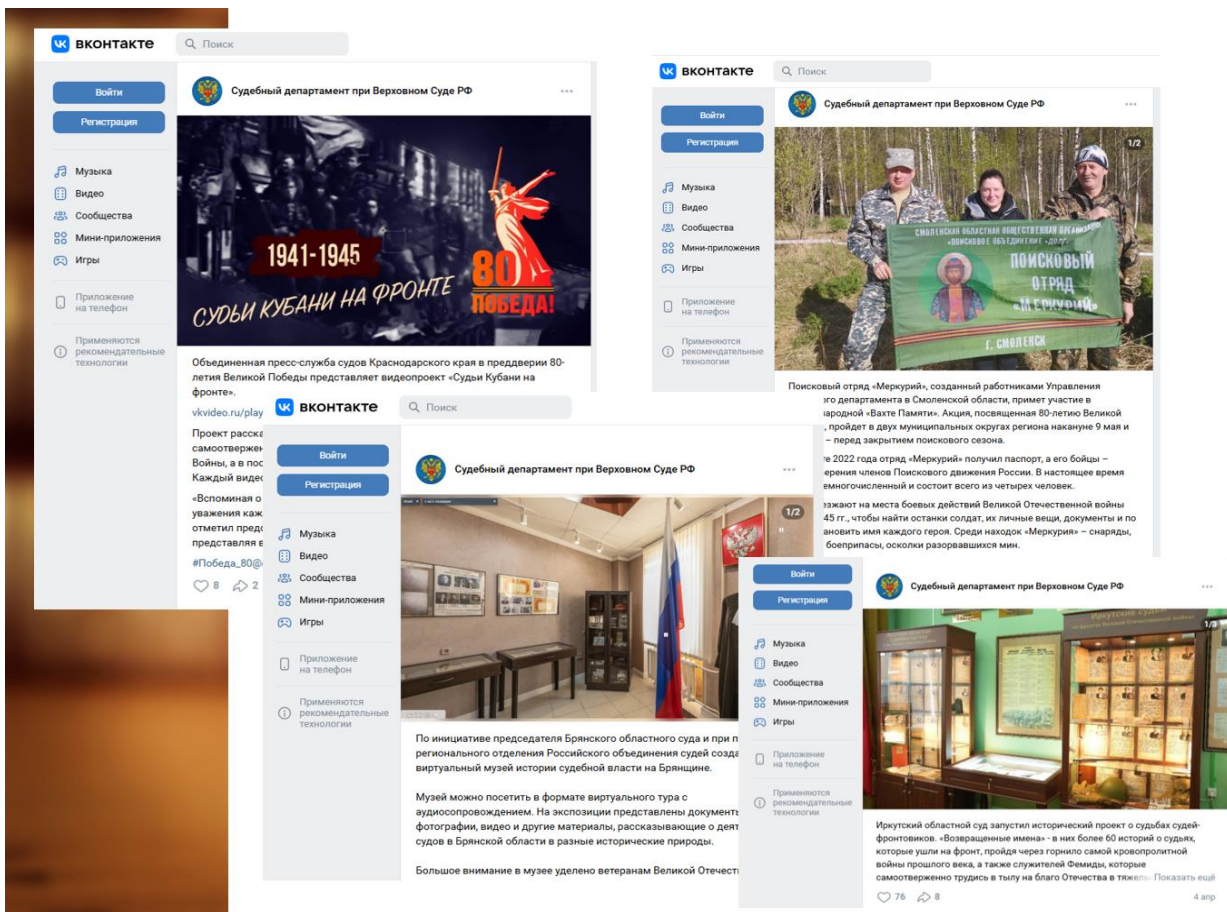 вконтакте
Поиск
Войти
Регистрация
Музыка
Видео
Сообщества
Мини-приложения
Игры
Приложение
на телефон
Применяются
рекомендательные
технологии
Судебный департамент при Верховном Суде РФ
1941-1945
СУДЬИ КУБАНИ НА ФРОНТЕ
80
ПОБЕДА!
Объединенная пресс-служба судов Краснодарского края в преддверии 80-
летия Великой Победы представляет видеопроект «Судьи Кубани на
фронте».
vkvideo.ru/play
Проект расска
самоотвержен
Войны, а в пос
Каждый видео
«Вспоминая о
уважения каж
отметил предс
представляя в
#Победа_80@
8 2
вконтакте
Поиск
Войти
Регистрация
Музыка
Видео
Сообщества
Мини-приложения
Игры
Приложение
на телефон
Применяются
рекомендательные
технологии
Судебный департамент при Верховном Суде РФ
1/2
СМОЛЕНСКАЯ ОБЛАСТНАЯ ОБЩЕСТВЕННАЯ ОРГАНИЗАЦИЯ
«ПОИСКОВОЕ ОБЪЕДИНЕНИЕ «ДОЛГ»
ПОИСКОВЫЙ
ОТРЯД
«МЕРКУРИЙ»
Г. СМОЛЕНСК
Поисковый отряд «Меркурий», созданный работниками Управления
ого департамента в Смоленской области, примет участие в
народной «Вахте Памяти». Акция, посвященная 80-летию Великой
, пройдет в двух муниципальных округах региона накануне 9 мая и
– перед закрытием поискового сезона.
е 2022 года отряд «Меркурий» получил паспорт, а его бойцы –
ерения членов Поискового движения России. В настоящее время
емногочисленный и состоит всего из четырех человек.
езжают на места боевых действий Великой Отечественной войны
45 гг., чтобы найти останки солдат, их личные вещи, документы и по
ановить имя каждого героя. Среди находок «Меркурия» – снаряды,
боеприпасы, осколки разорвавшихся мин.
вконтакте
Поиск
Войти
Регистрация
Музыка
Видео
Сообщества
Мини-приложения
Игры
Приложение
на телефон
Применяются
рекомендательные
технологии
Судебный департамент при Верховном Суде РФ
1/2
По инициативе председателя Брянского областного суда и при п
регионального отделения Российского объединения судей созда
виртуальный музей истории судебной власти на Брянщине.
Музей можно посетить в формате виртуального тура с
аудиосопровождением. На экспозиции представлены документы
фотографии, видео и другие материалы, рассказывающие о деят
судов в Брянской области в разные исторические природы.
Большое внимание в музее уделено ветеранам Великой Отечест
Войти
Регистрация
Музыка
Видео
Сообщества
Мини-приложения
Игры
Приложение
на телефон
Применяются
рекомендательные
технологии
Судебный департамент при Верховном Суде РФ
Иркутские судьи
1/3
Иркутский областной суд запустил исторический проект о судьбах судей-
фронтовиков. «Возвращенные имена» - в них более 60 историй о судьях,
которые ушли на фронт, пройдя через горнило самой кровопролитной
войны прошлого века, а также служителей Фемиды, которые
самоотверженно трудись в тылу на благо Отечества в тяжелы Показать ещё
76 8 4 апр